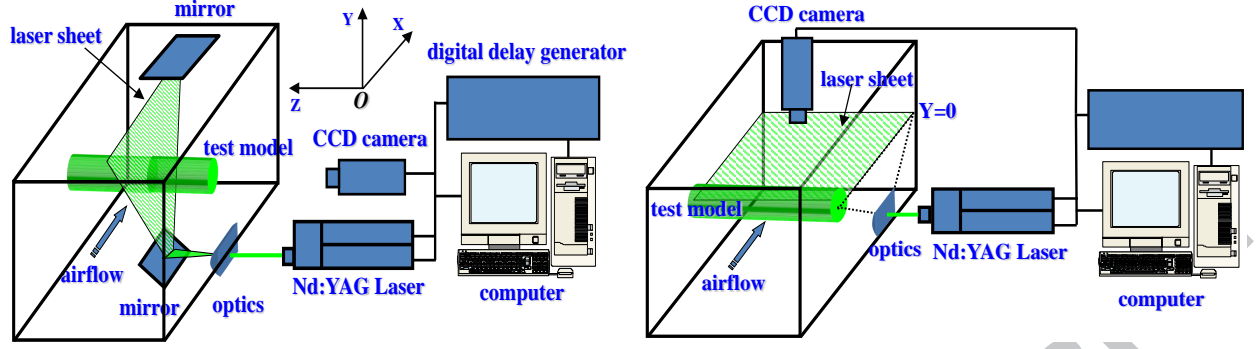 mirror
laser sheet
Y
X
Z
O
digital delay generator
CCD camera
test model
airflow
mirror
optics
Nd:YAG Laser
computer
CCD camera
laser sheet
Y=0
test model
optics
Nd:YAG Laser
airflow
computer